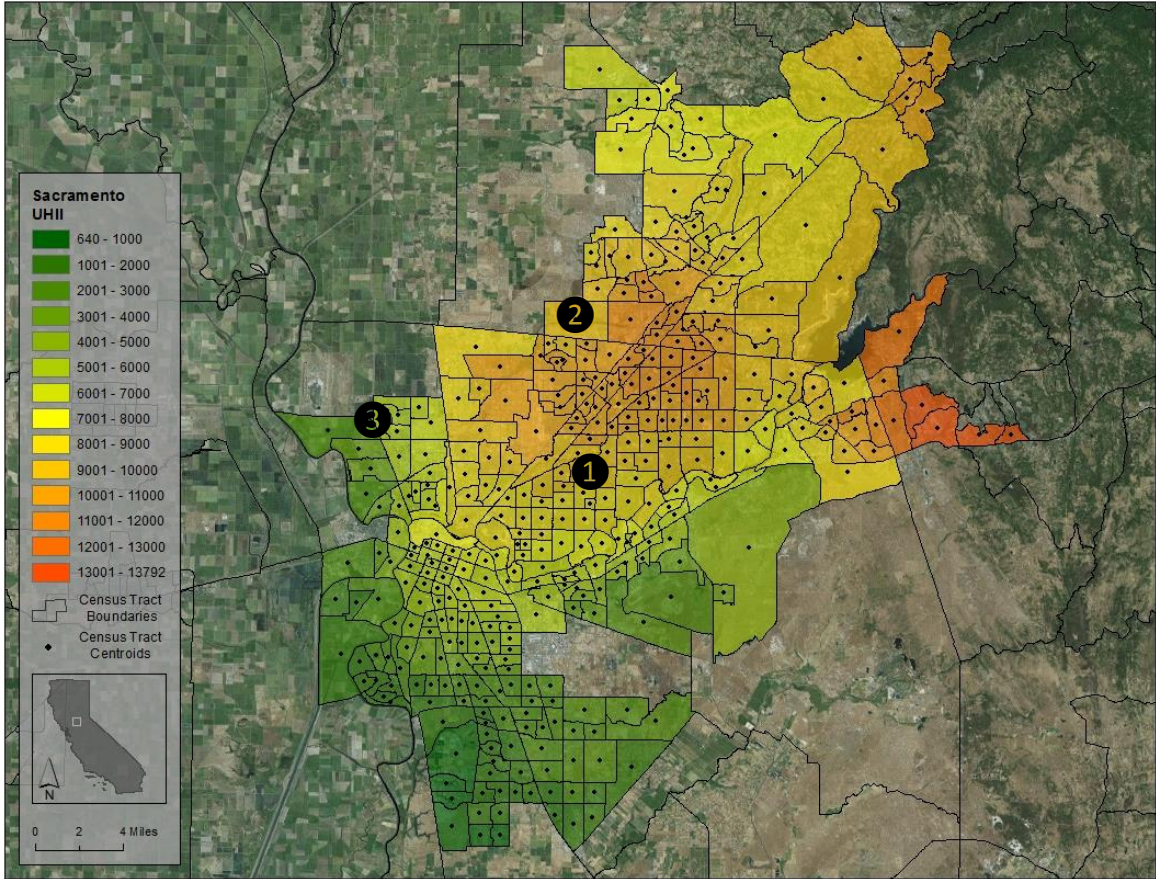 Sacramento
UHII
640 - 1000
1001 - 2000
2001 - 3000
3001 - 4000
4001 - 5000
5001 - 6000
6001 - 7000
7001 - 8000
8001 - 9000
9001 - 10000
10001 - 11000
11001 - 12000
12001 - 13000
13001 - 13792
Census Tract
Boundaries
Census Tract
Centroids
N
0 2 4 Miles
2
3
1